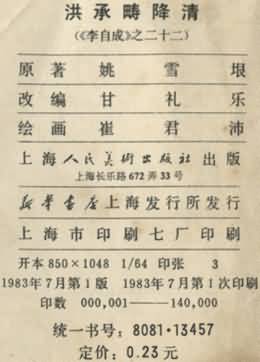 洪承畴降清
(《李自成》之二十二)
原著 姚雪垠
改编 甘礼乐
绘画 崔君沛
上海人民美術出版社出版
上海长乐路672弄33号
新华書店上海发行所发行
上海市印刷七厂印刷
开本850×1048 1/64 印张 3
1983年7月第1版 1983年7月第1次印刷
印数 000,001——140,000
统一书号：8081·13457
定价：0.23元